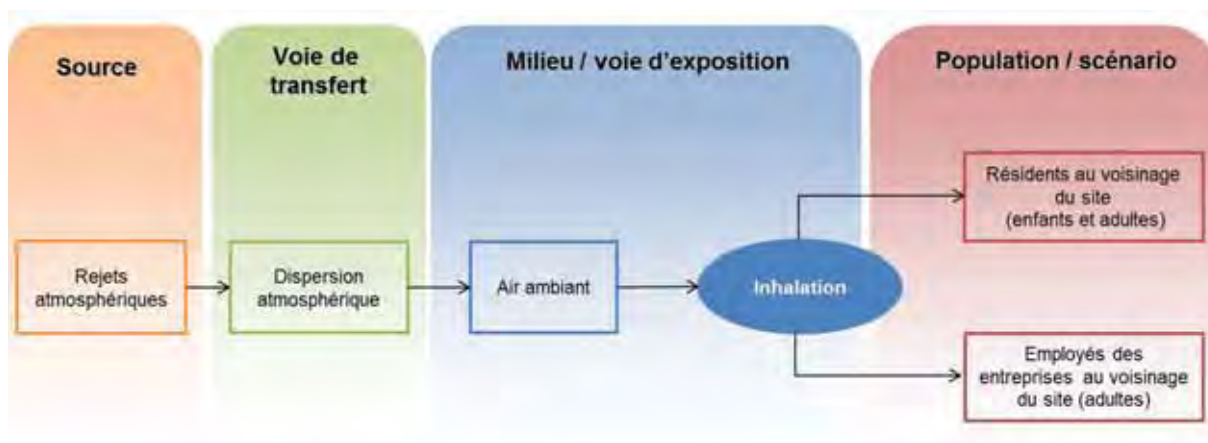 Source
Voie de
transfert
Milieu / voie d'exposition
Population / scénario
Rejets
atmosphériques
Dispersion
atmosphérique
Air ambiant
Inhalation
Résidents au voisinage
du site
(enfants et adultes)
Employés des
entreprises au voisinage
du site (adultes)